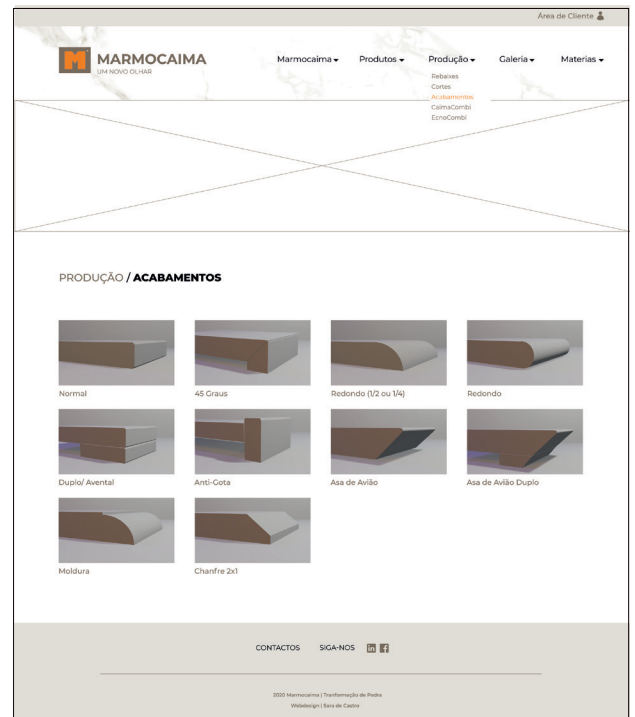 Área de Cliente
MARMOCAIMA
UM NOVO OLHAR
Marmocaima Produtos Produção Galeria Materias
Rebaixes
Cortes
Acabamentos
CaimaCombi
EcnoCombi
PRODUÇÃO / ACABAMENTOS
Normal 45 Graus Redondo (1/2 ou 1/4) Redondo
Duplo/ Avental Anti-Gota Asa de Avião Asa de Avião Duplo
Moldura Chanfre 2x1
CONTACTOS SIGA-NOS in f
2020 Marmocaima | Tranformação de Pedra
Webdesign | Sara de Castro